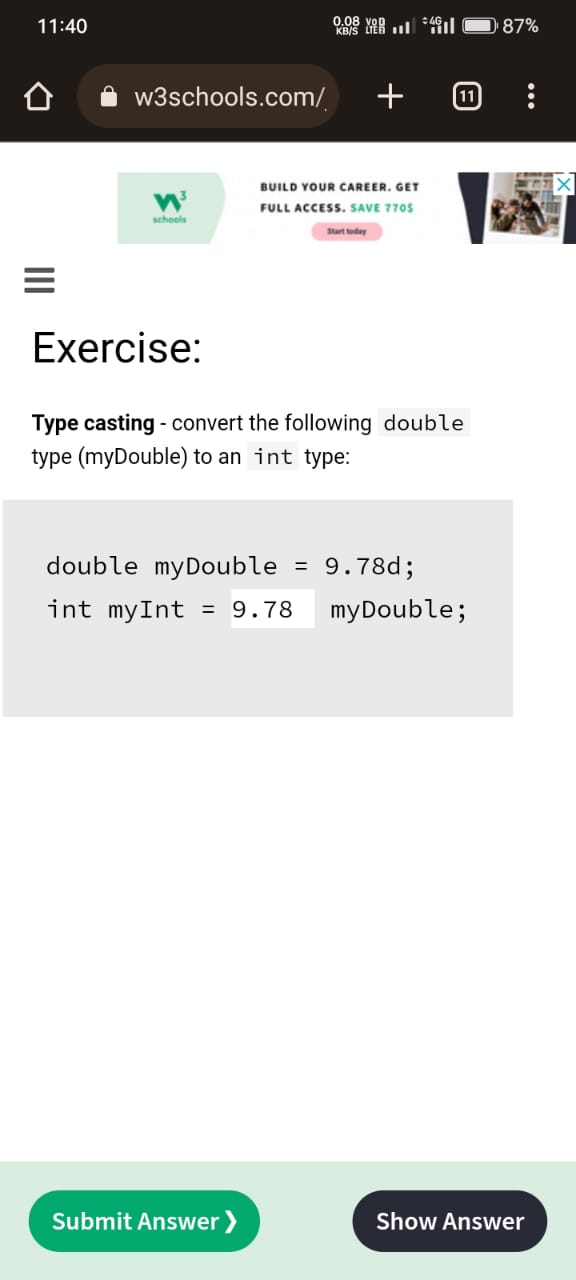 11:40
0.08 KB/S
Vo LTE
4G
87%
w3schools.com/
11
w3 schools
BUILD YOUR CAREER. GET
FULL ACCESS. SAVE 770$
Start today
Exercise:
Type casting - convert the following double
type (myDouble) to an int type:
double myDouble = 9.78d;
int myInt = 9.78 myDouble;
Submit Answer ❯
Show Answer